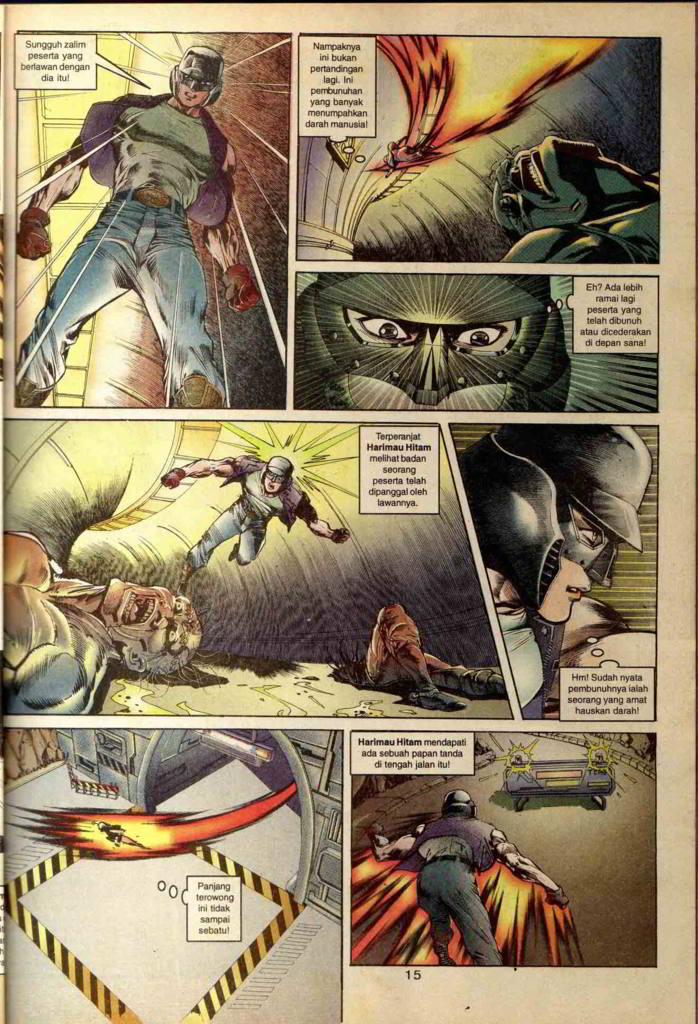 Sungguh zalim
peserta yang
berlawan dengan
dia itu!
Nampaknya
ini bukan
pertandingan
lagi. Ini
pembunuhan
yang banyak
menumpahkan
darah manusia!
Eh? Ada lebih
ramai lagi
peserta yang
telah dibunuh
atau dicederakan
di depan sana!
Terperanjat
Harimau Hitam
melihat badan
seorang
peserta telah
dipanggal oleh
lawannya.
Hm! Sudah nyata
pembunuhnya ialah
seorang yang amat
hauskan darah!
Panjang
terowong
ini tidak
sampai
sebatu!
Harimau Hitam mendapati
ada sebuah papan tanda
di tengah jalan itu!
15